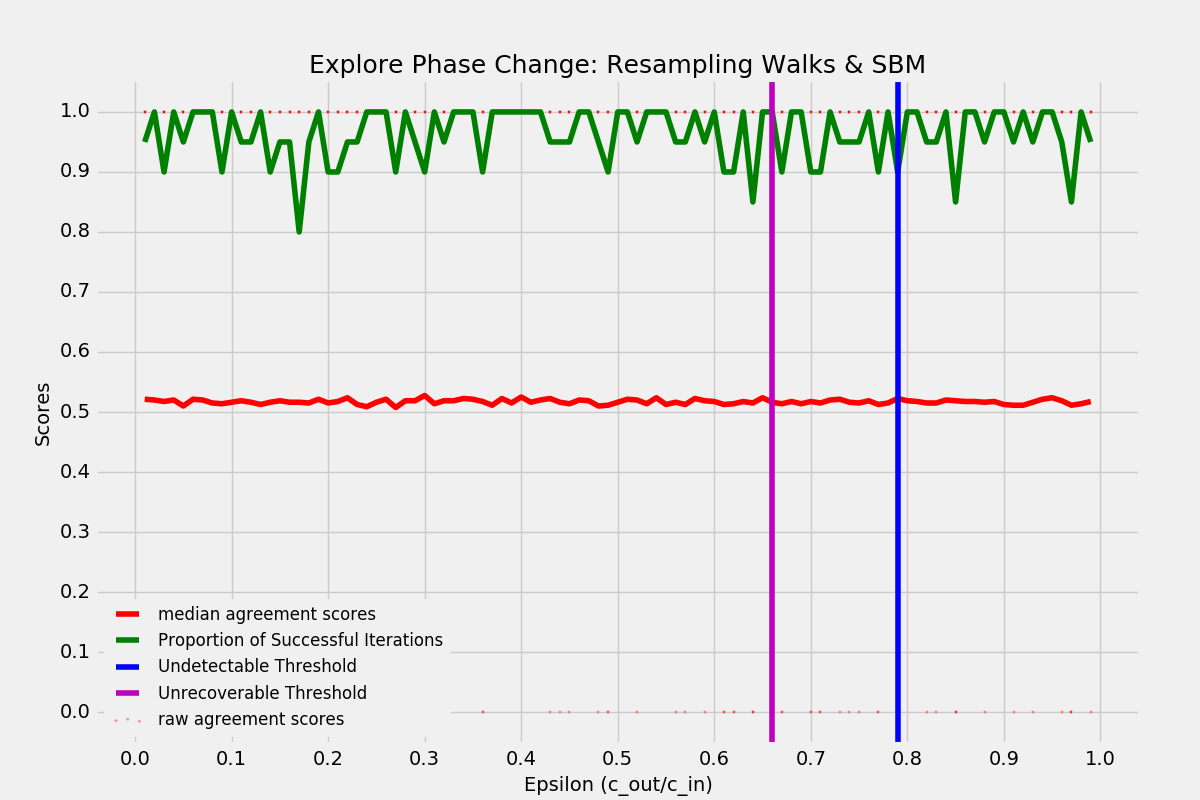 Explore Phase Change: Resampling Walks & SBM
1.0
0.9
0.8
0.7
0.6
0.5
0.4
0.3
0.2
0.1
0.0
Scores
median agreement scores
Proportion of Successful Iterations
Undetectable Threshold
Unrecoverable Threshold
raw agreement scores
0.0 0.1 0.2 0.3 0.4 0.5 0.6 0.7 0.8 0.9 1.0
Epsilon (c_out/c_in)